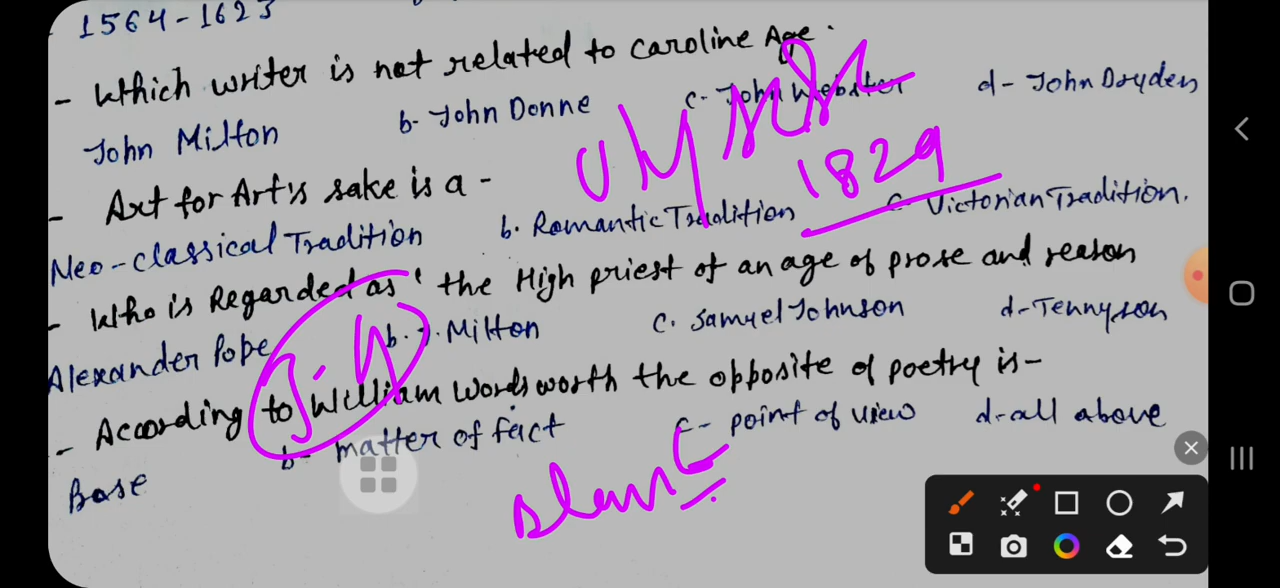 1564-1623
- Which writer is not related to Caroline Age.
John Milton b- John Donne c- John Webster d- John Dryden
- Art for Art's sake is a -
Neo-classical Tradition b. Romantic Tradition c- Victorian Tradition.
- Who is Regarded as 'the High priest of an age of prose and reason
Alexander Pope b. J. Milton c. Samuel Johnson d- Tennyson
- According to William Wordsworth the opposite of poetry is-
Base b- matter of fact c- point of view d- all above
1829